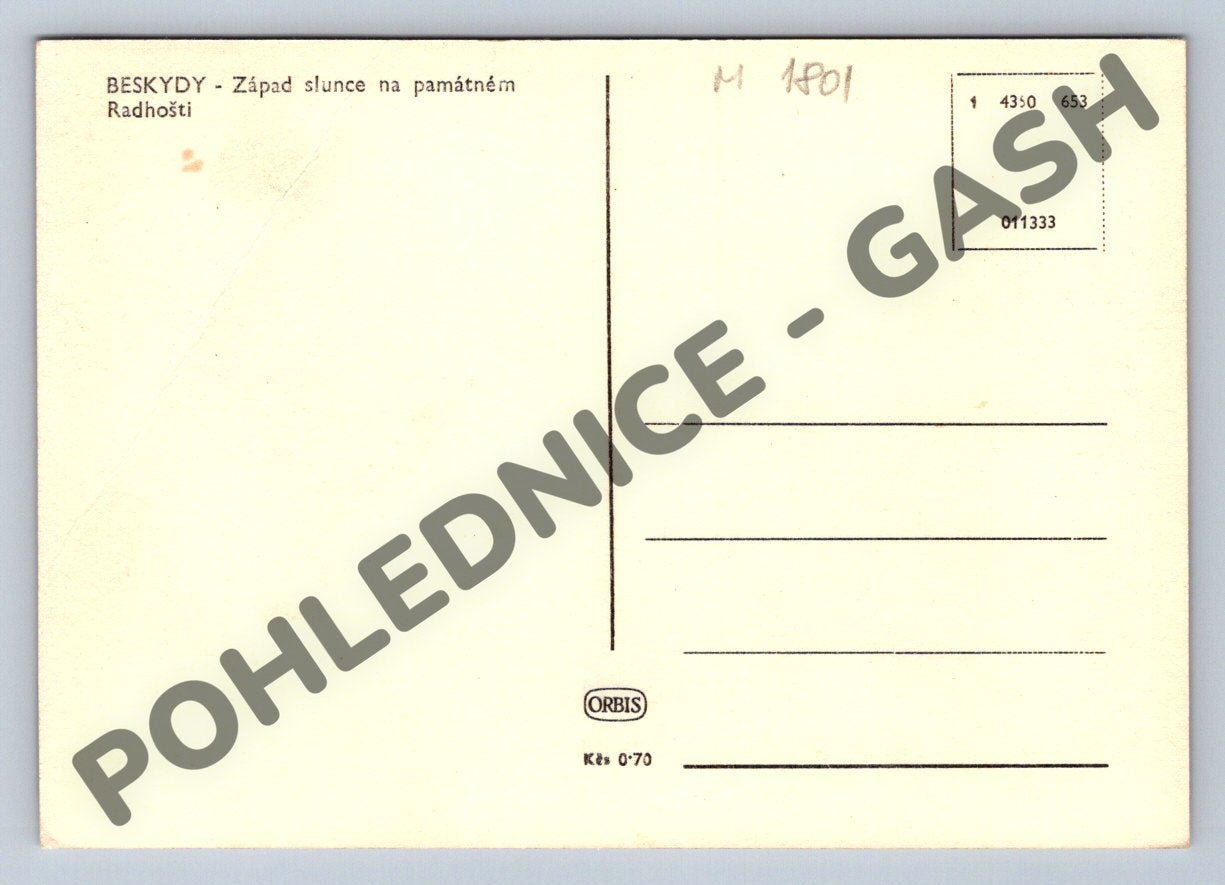 BESKYDY - Západ slunce na památném
Radhošti
M 1801
1 4350 653
011333
POHLEDNICE - GASH
ORBIS
Kčs 0·70